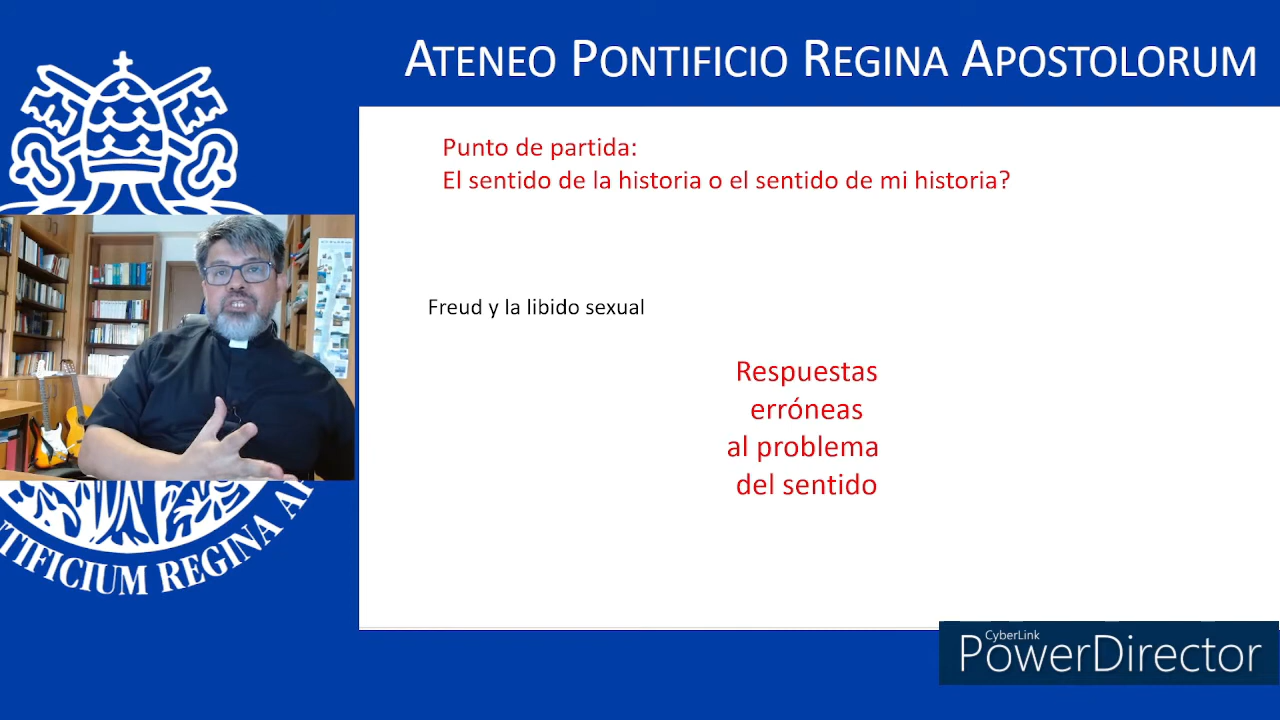 ATENEO PONTIFICIO REGINA APOSTOLORUM
Punto de partida:
El sentido de la historia o el sentido de mi historia?
Freud y la libido sexual
Respuestas
erróneas
al problema
del sentido
TIFICIUM REGINA AP
CyberLink
PowerDirector